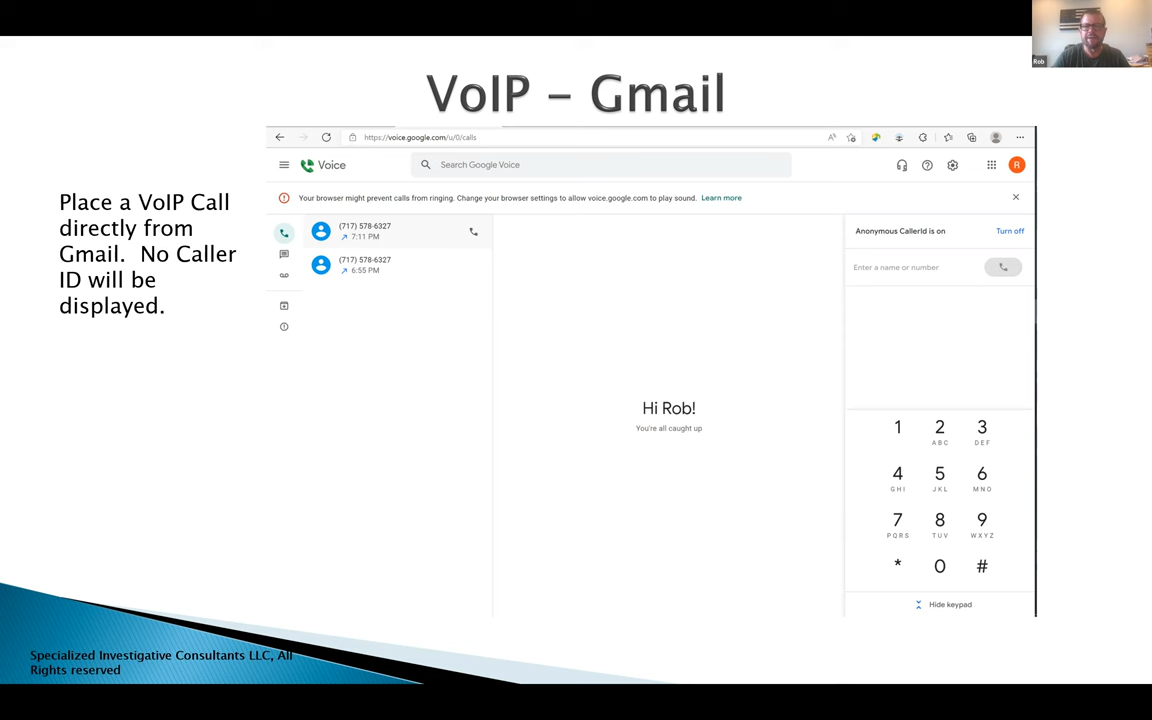 Rob
VoIP – Gmail
Place a VoIP Call
directly from
Gmail. No Caller
ID will be
displayed.
https://voice.google.com/u/0/calls
Voice
Search Google Voice
R
Your browser might prevent calls from ringing. Change your browser settings to allow voice.google.com to play sound. Learn more
(717) 578-6327
7:11 PM
(717) 578-6327
6:55 PM
Hi Rob!
You're all caught up
Anonymous CallerId is on Turn off
Enter a name or number
1 2 3
ABC DEF
4 5 6
GHI JKL MNO
7 8 9
PQRS TUV WXYZ
* 0 #
Hide keypad
Specialized Investigative Consultants LLC, All
Rights reserved